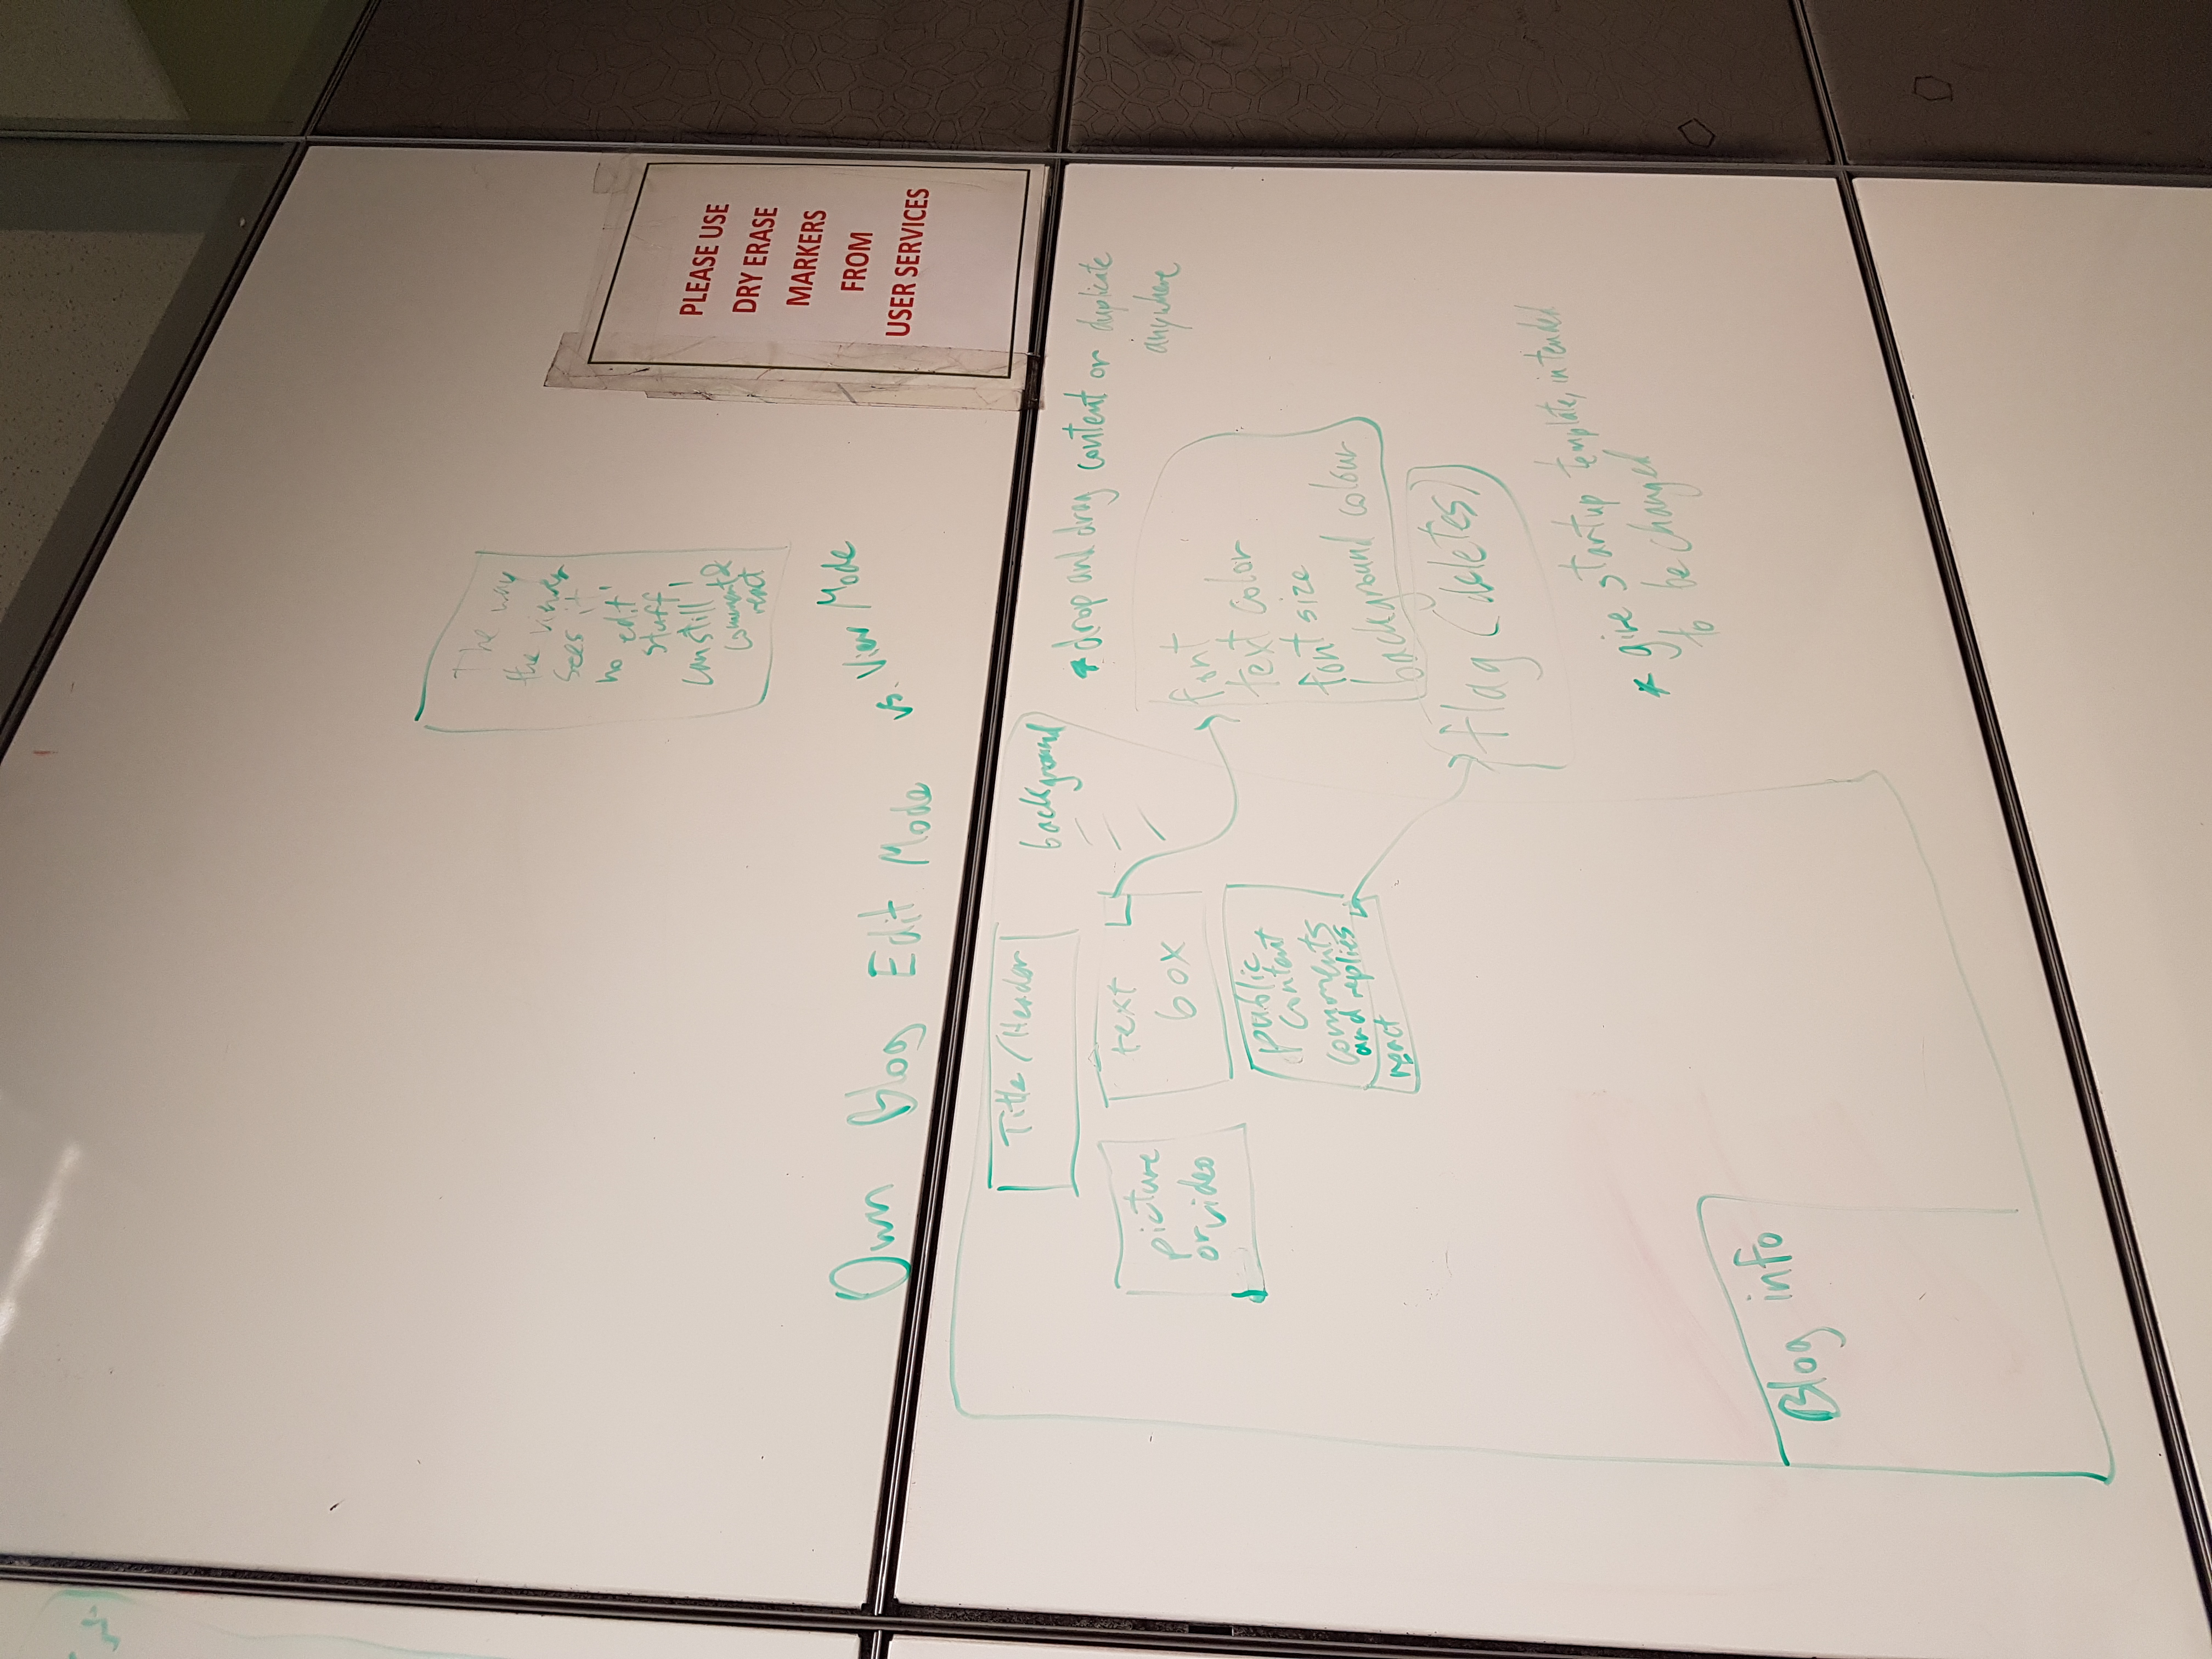 The way
the viewer
sees it
no edit
stuff,
can still
comment &
react
PLEASE USE
DRY ERASE
MARKERS
FROM
USER SERVICES
Own Blog Edit Mode vs. View Mode
Title/Header
background
* drop and drag content or duplicate
anywhere
picture
or video
text
box
font
text color
font size
background colour
public
content
comments
and replies
react
flag (deletes)
* give startup template, intended
to be changed
Blog info